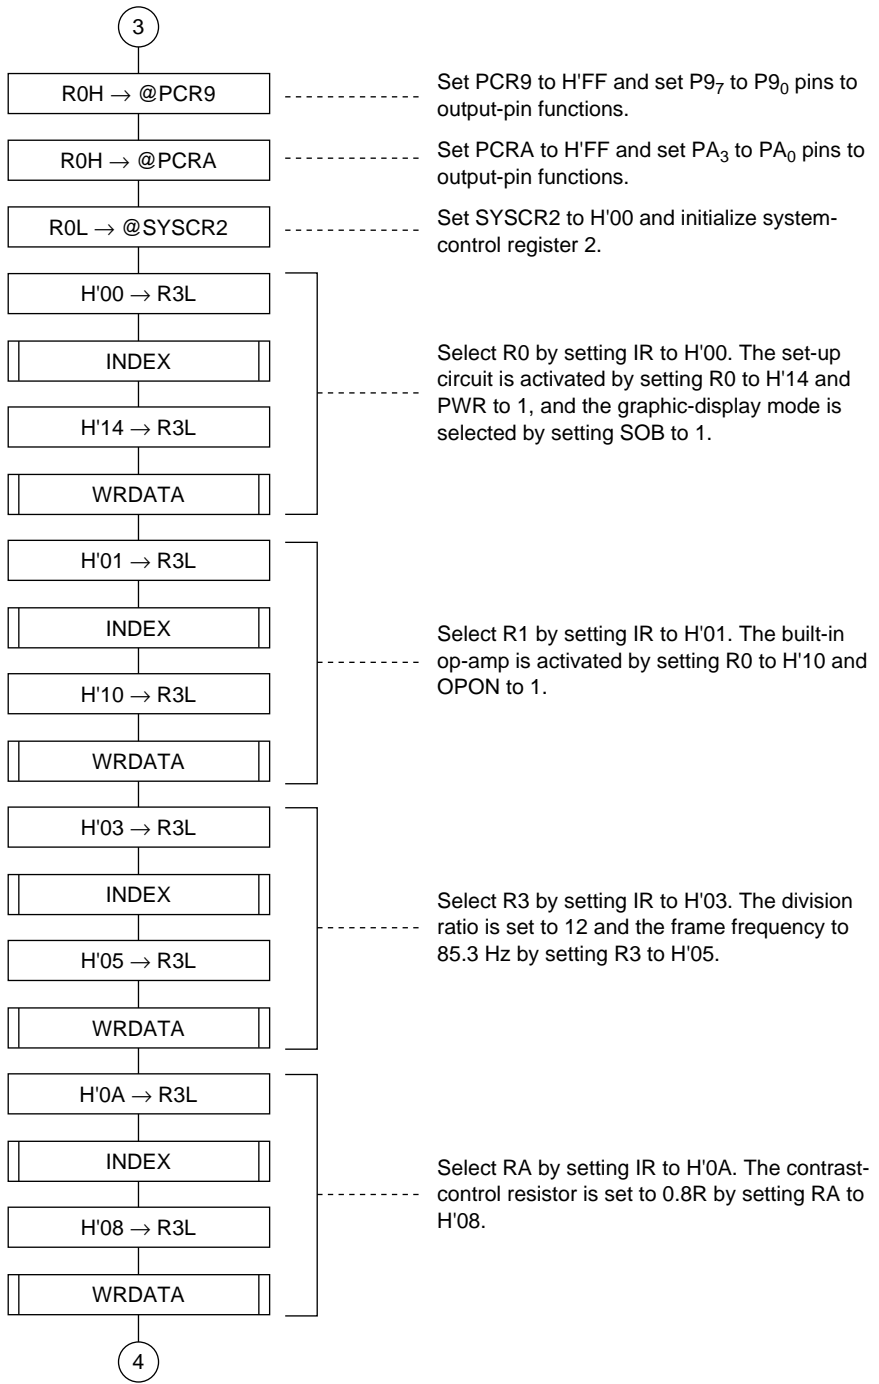 3
R0H → @PCR9
Set PCR9 to H'FF and set P9₇ to P9₀ pins to
output-pin functions.
R0H → @PCRA
Set PCRA to H'FF and set PA₃ to PA₀ pins to
output-pin functions.
R0L → @SYSCR2
Set SYSCR2 to H'00 and initialize system-
control register 2.
H'00 → R3L
INDEX
H'14 → R3L
WRDATA
Select R0 by setting IR to H'00. The set-up
circuit is activated by setting R0 to H'14 and
PWR to 1, and the graphic-display mode is
selected by setting SOB to 1.
H'01 → R3L
INDEX
H'10 → R3L
WRDATA
Select R1 by setting IR to H'01. The built-in
op-amp is activated by setting R0 to H'10 and
OPON to 1.
H'03 → R3L
INDEX
H'05 → R3L
WRDATA
Select R3 by setting IR to H'03. The division
ratio is set to 12 and the frame frequency to
85.3 Hz by setting R3 to H'05.
H'0A → R3L
INDEX
H'08 → R3L
WRDATA
Select RA by setting IR to H'0A. The contrast-
control resistor is set to 0.8R by setting RA to
H'08.
4